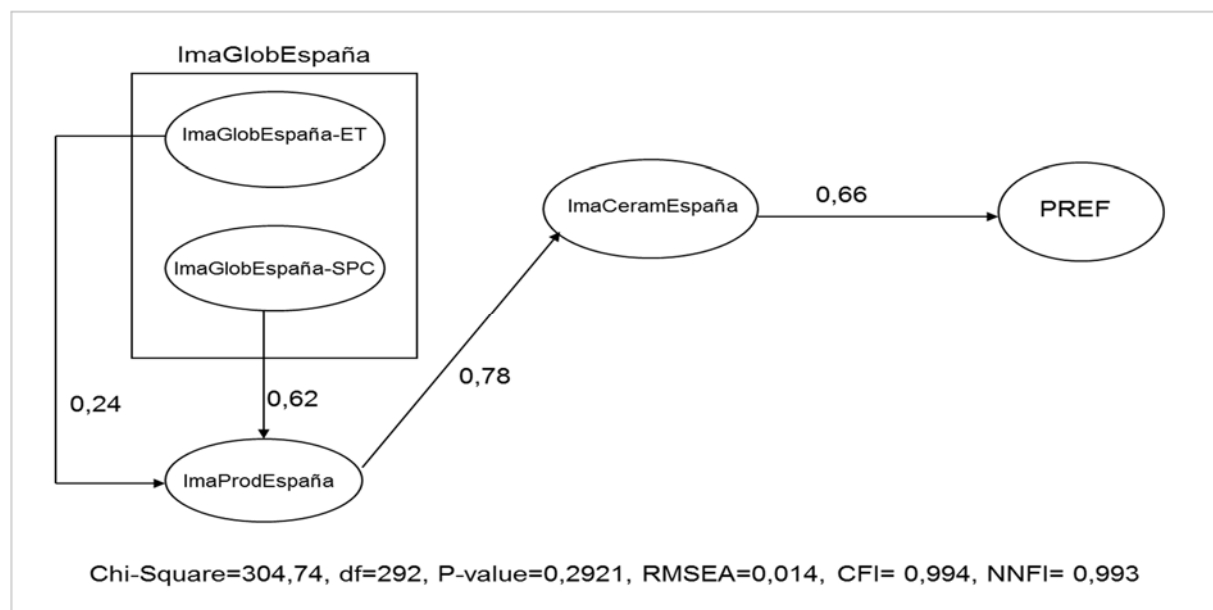 ImaGlobEspaña
ImaGlobEspaña-ET
ImaGlobEspaña-SPC
ImaCeramEspaña
0,66
PREF
0,78
0,24
0,62
ImaProdEspaña
Chi-Square=304,74, df=292, P-value=0,2921, RMSEA=0,014, CFI= 0,994, NNFI= 0,993